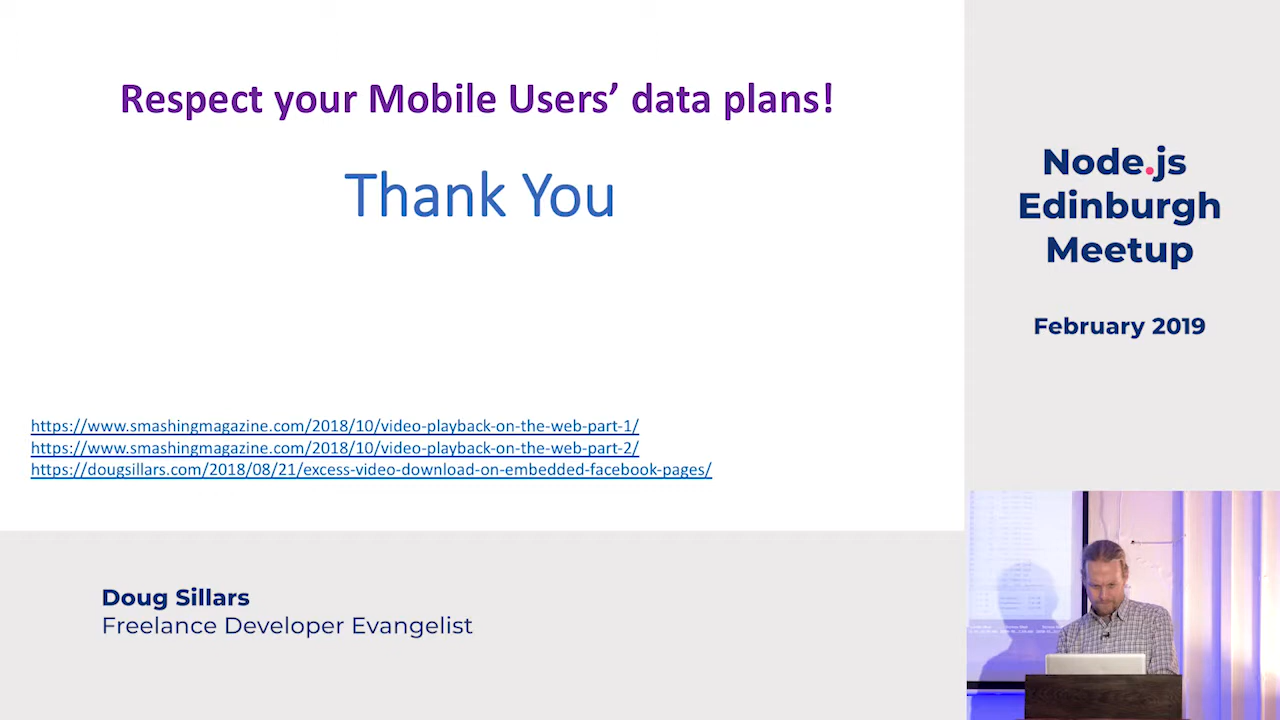 Respect your Mobile Users’ data plans!
Thank You
https://www.smashingmagazine.com/2018/10/video-playback-on-the-web-part-1/
https://www.smashingmagazine.com/2018/10/video-playback-on-the-web-part-2/
https://dougsillars.com/2018/08/21/excess-video-download-on-embedded-facebook-pages/
Node.js
Edinburgh
Meetup
February 2019
Doug Sillars
Freelance Developer Evangelist